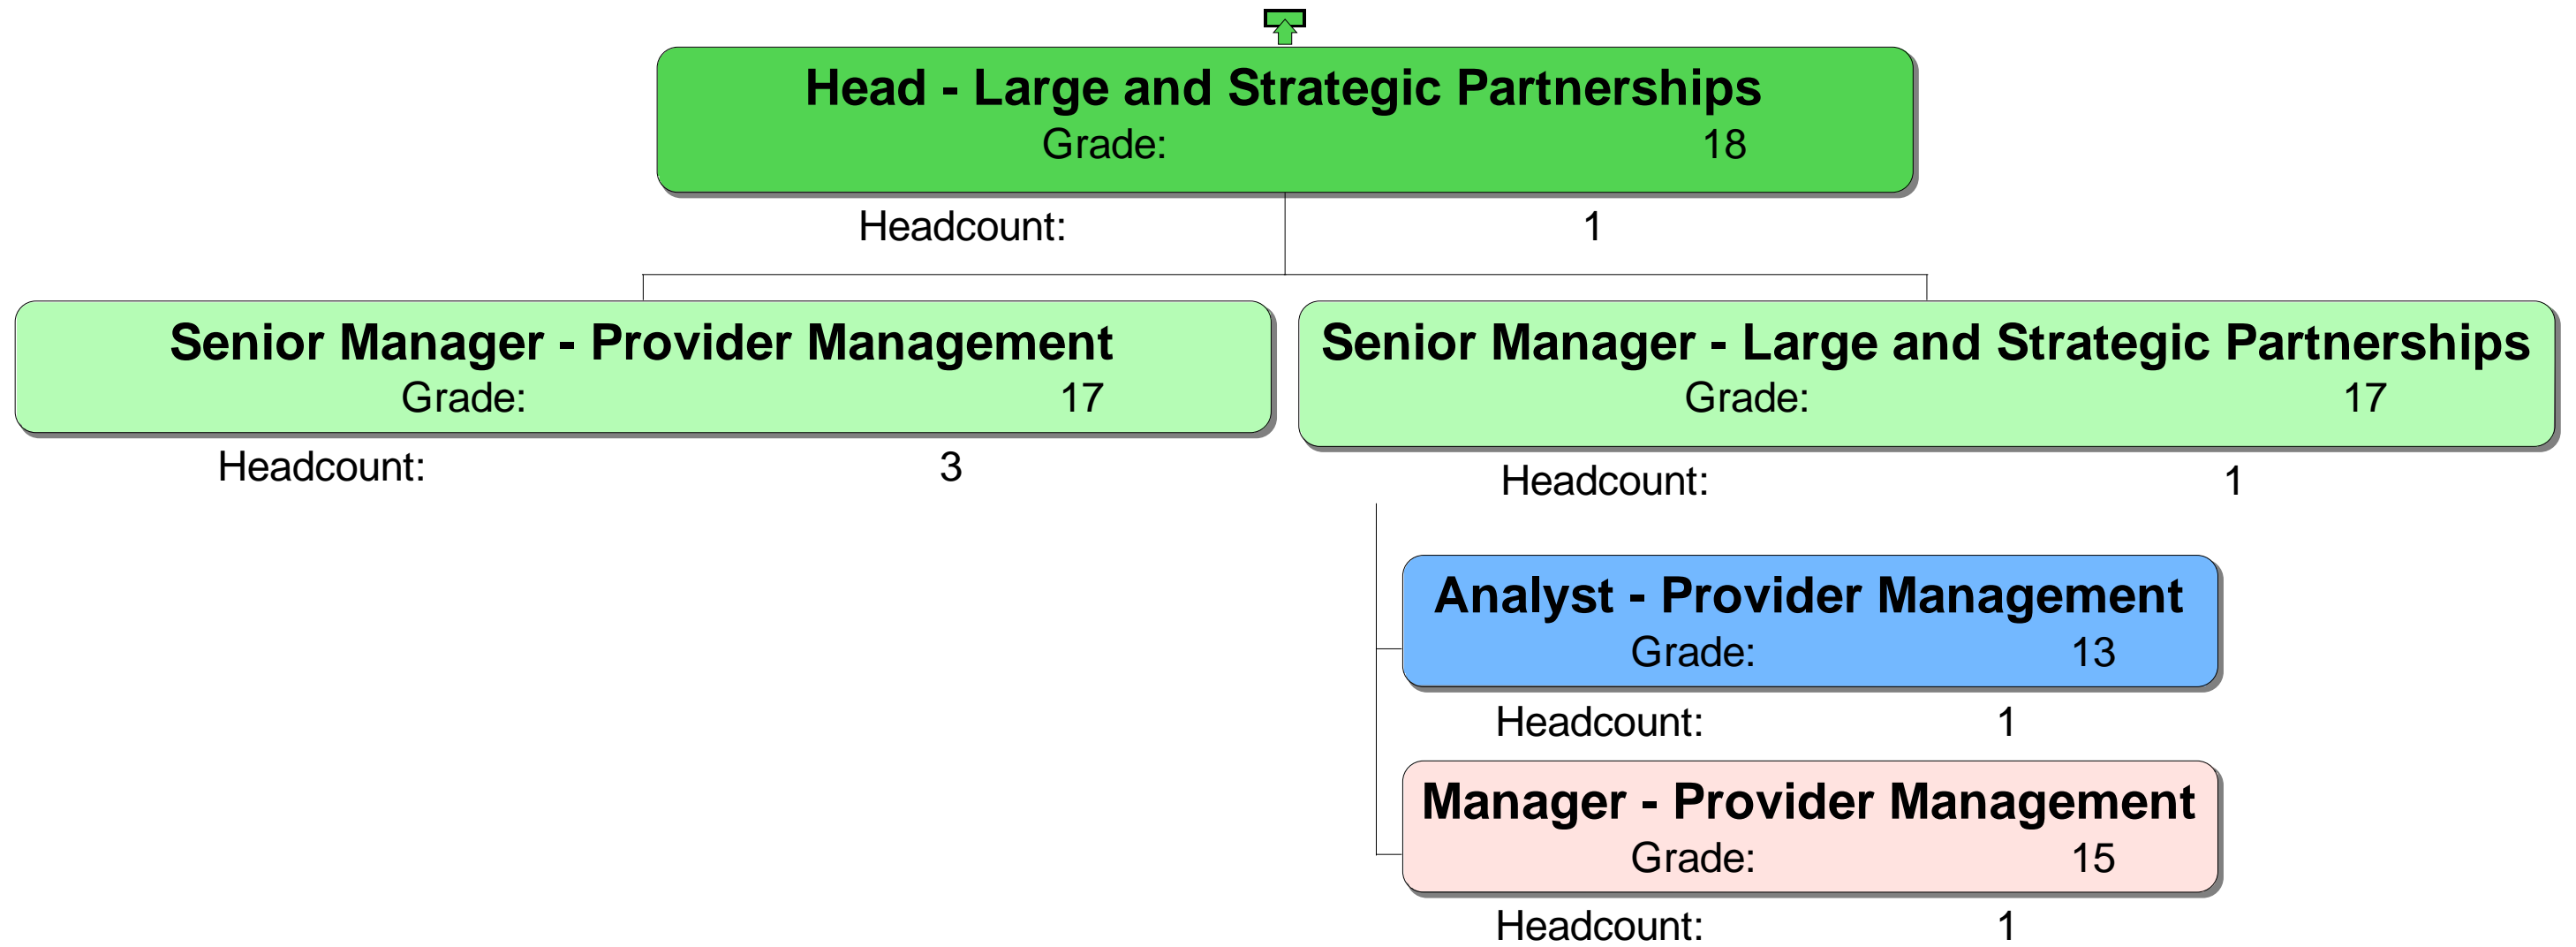 Head - Large and Strategic Partnerships
Grade: 18
Headcount: 1
Senior Manager - Provider Management
Grade: 17
Headcount: 3
Senior Manager - Large and Strategic Partnerships
Grade: 17
Headcount: 1
Analyst - Provider Management
Grade: 13
Headcount: 1
Manager - Provider Management
Grade: 15
Headcount: 1